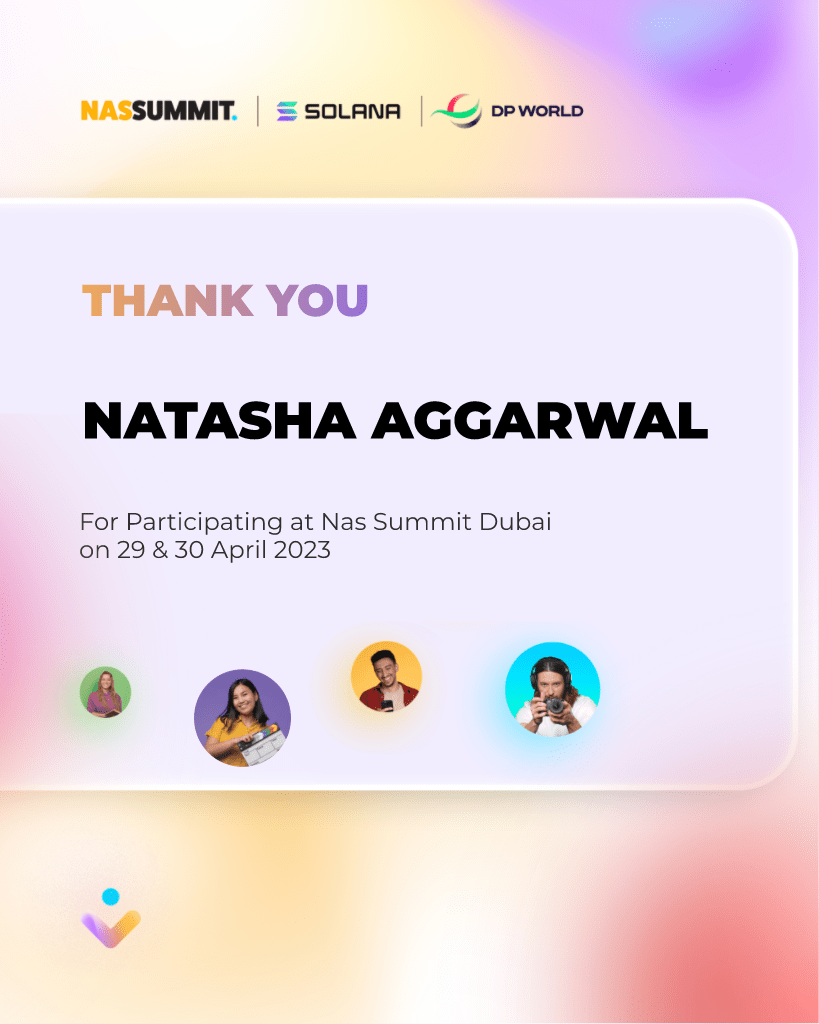 NASSUMMIT. | SOLANA | DP WORLD
THANK YOU
NATASHA AGGARWAL
For Participating at Nas Summit Dubai
on 29 & 30 April 2023